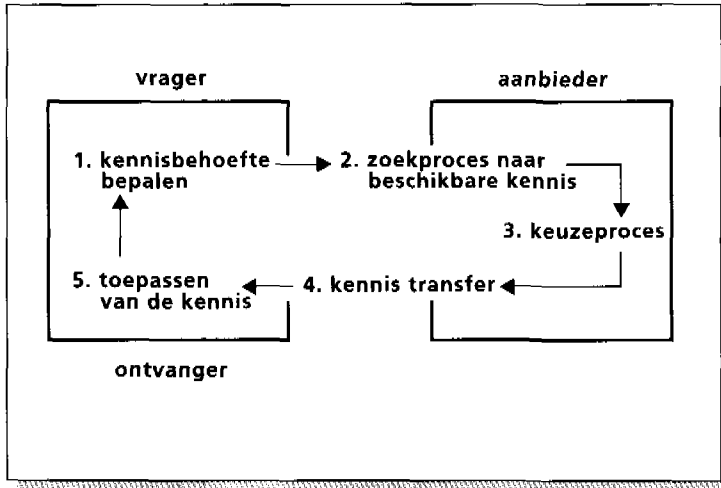 vrager
aanbieder
1. kennisbehoefte
bepalen
2. zoekproces naar
beschikbare kennis
3. keuzeproces
4. kennis transfer
5. toepassen
van de kennis
ontvanger